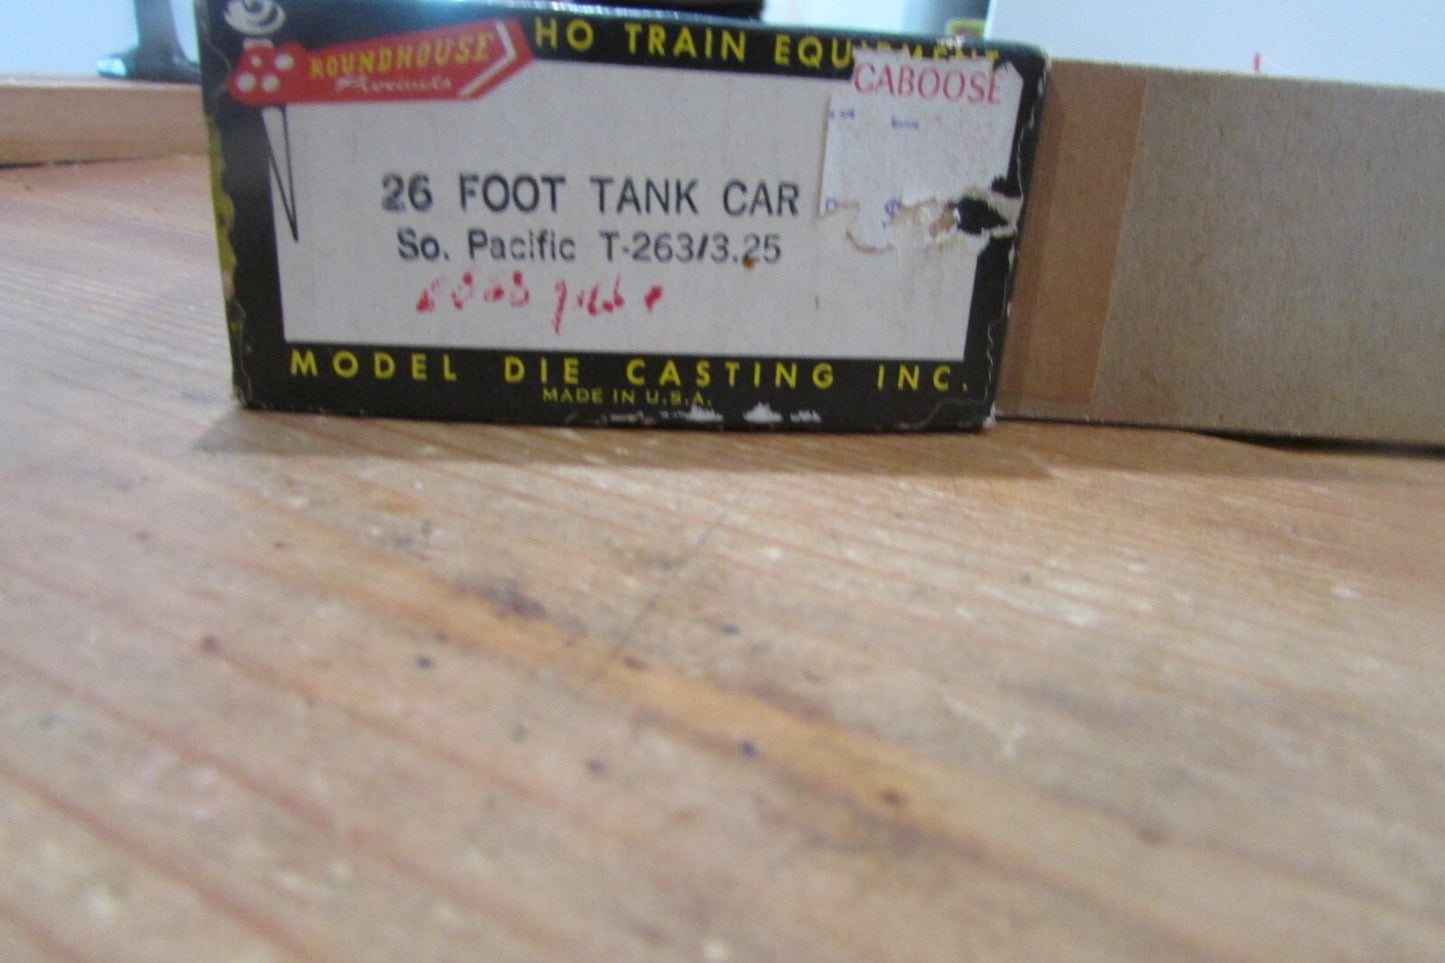 ROUNDHOUSE
Products
HO TRAIN EQUIPMENT
CABOOSE
26 FOOT TANK CAR
$
So. Pacific T-263/3.25
MODEL DIE CASTING INC.
MADE IN U.S.A.